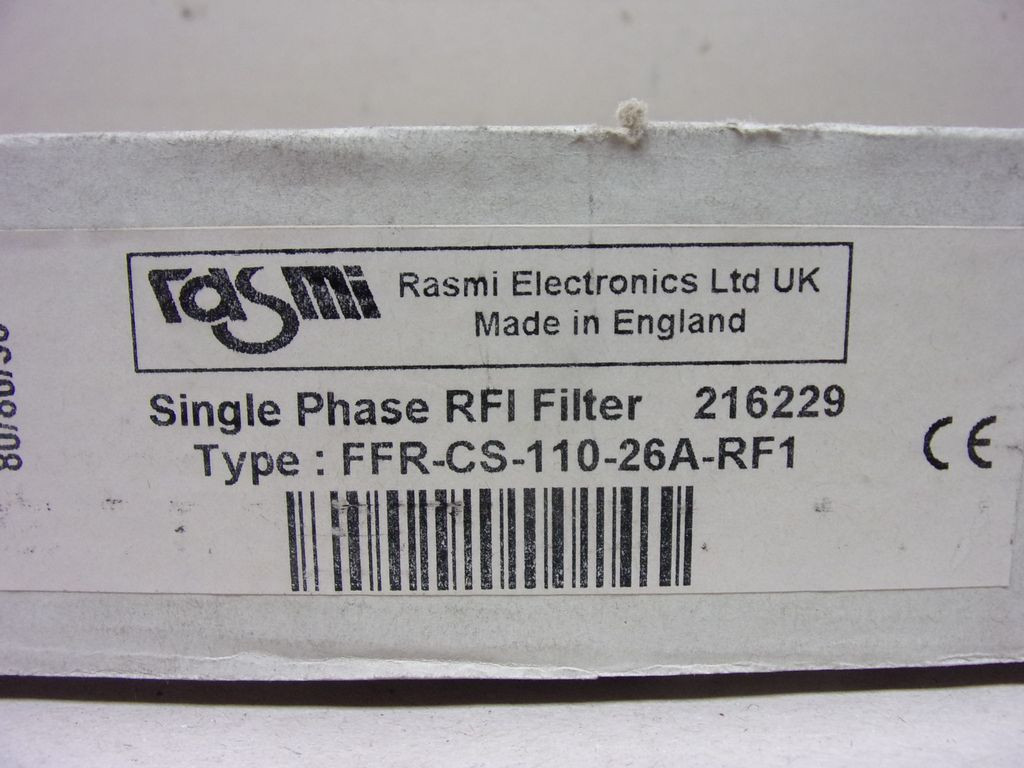 rasmi
Rasmi Electronics Ltd UK
Made in England
Single Phase RFI Filter 216229
Type : FFR-CS-110-26A-RF1
CE